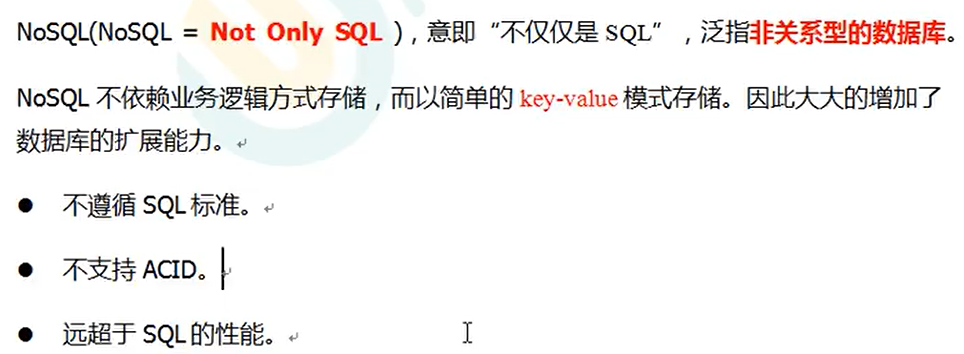 NoSQL(NoSQL = Not Only SQL )，意即“不仅仅是 SQL”，泛指非关系型的数据库。
NoSQL 不依赖业务逻辑方式存储，而以简单的 key-value 模式存储。因此大大的增加了
数据库的扩展能力。
● 不遵循 SQL 标准。
● 不支持 ACID。
● 远超于 SQL 的性能。